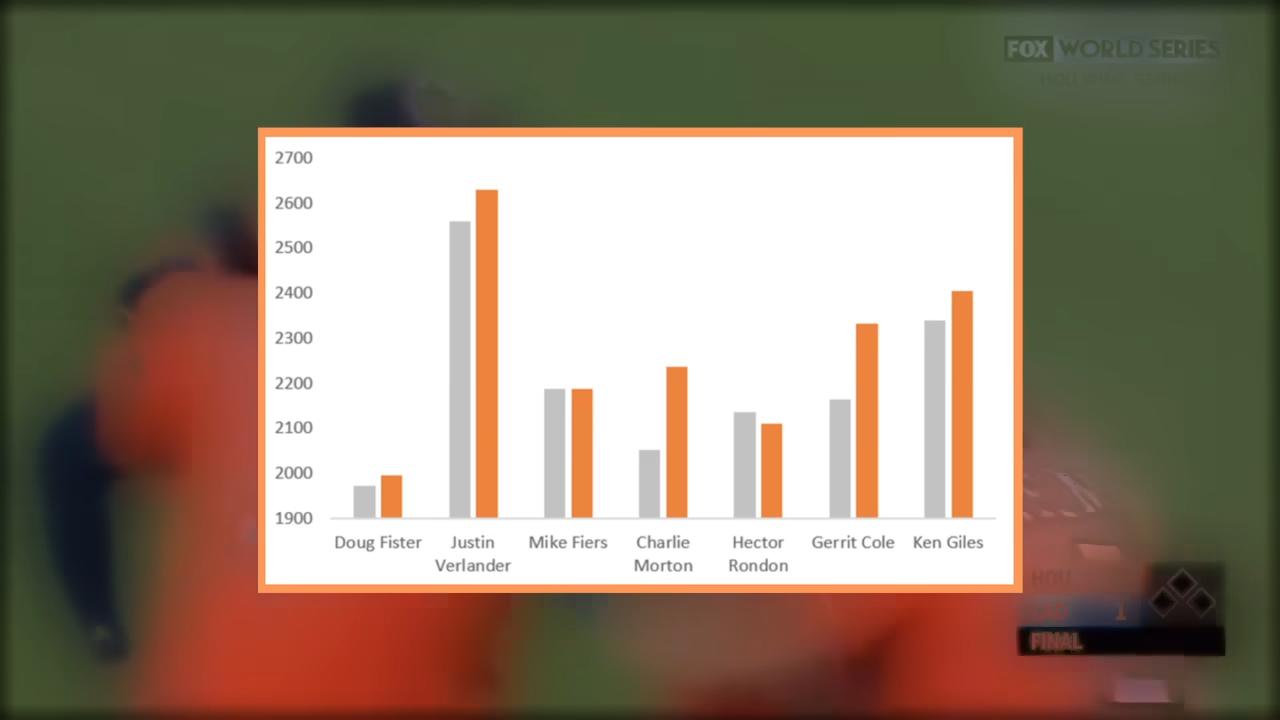 FOX WORLD SERIES
2700
2600
2500
2400
2300
2200
2100
2000
1900
Doug Fister
Justin
Verlander
Mike Fiers
Charlie
Morton
Hector
Rondon
Gerrit Cole
Ken Giles
HOU
1
FINAL